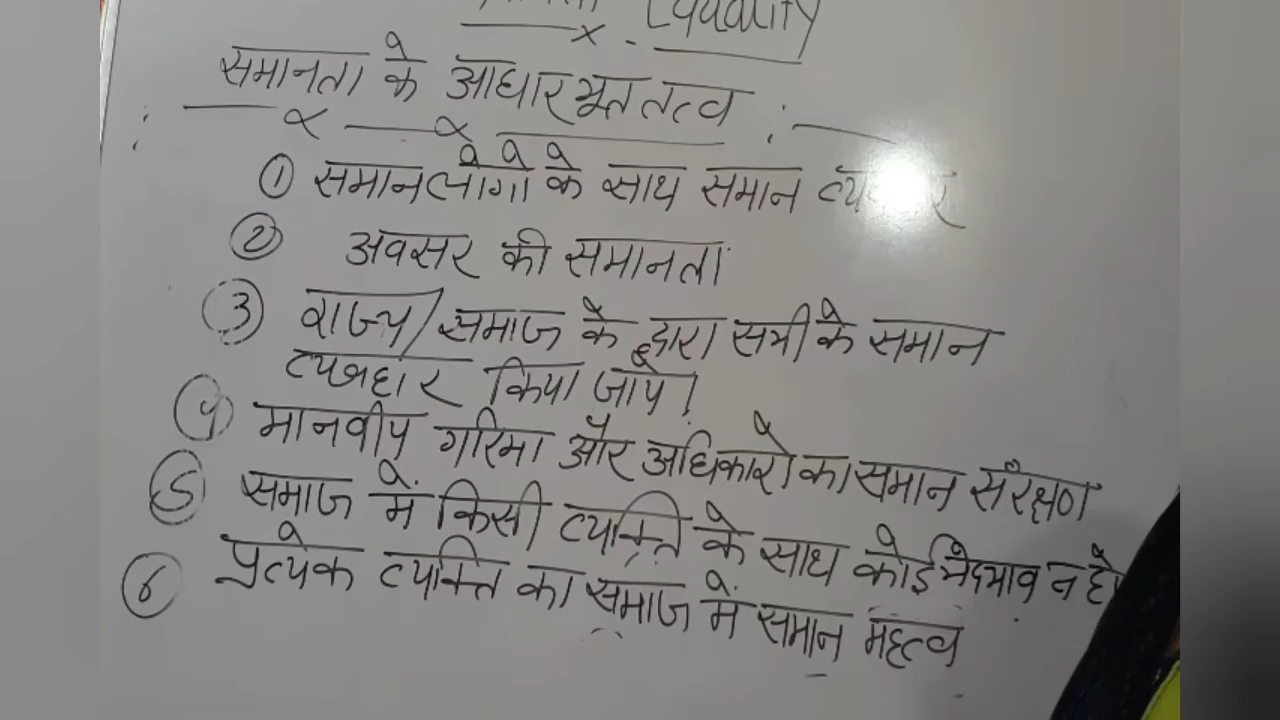 Equality
समानता के आधारभूत तत्व :
① समान लोगों के साथ समान
② अवसर की समानता
③ राज्य/समाज के द्वारा सभी के समान
व्यवहार किया जाये।
④ मानवीय गरिमा और अधिकारों का समान संरक्षण
⑤ समाज में किसी व्यक्ति के साथ कोई भेदभाव न हो
⑥ प्रत्येक व्यक्ति का समाज में समान महत्व